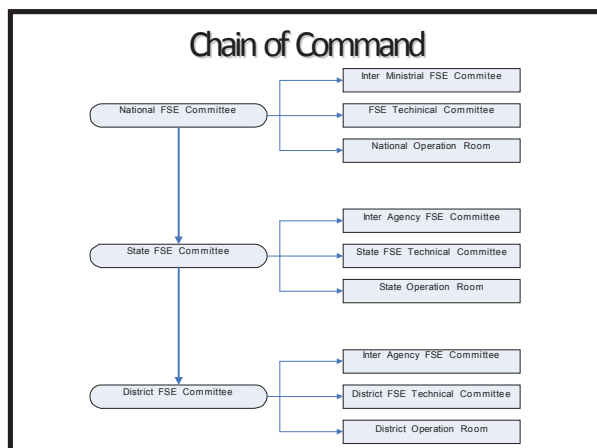 Chain of Command
Inter Ministrial FSE Commitee
National FSE Committee
FSE Techinical Committee
National Operation Room
Inter Agency FSE Committee
State FSE Committee
State FSE Technical Committee
State Operation Room
Inter Agency FSE Committee
District FSE Committee
District FSE Technical Committee
District Operation Room